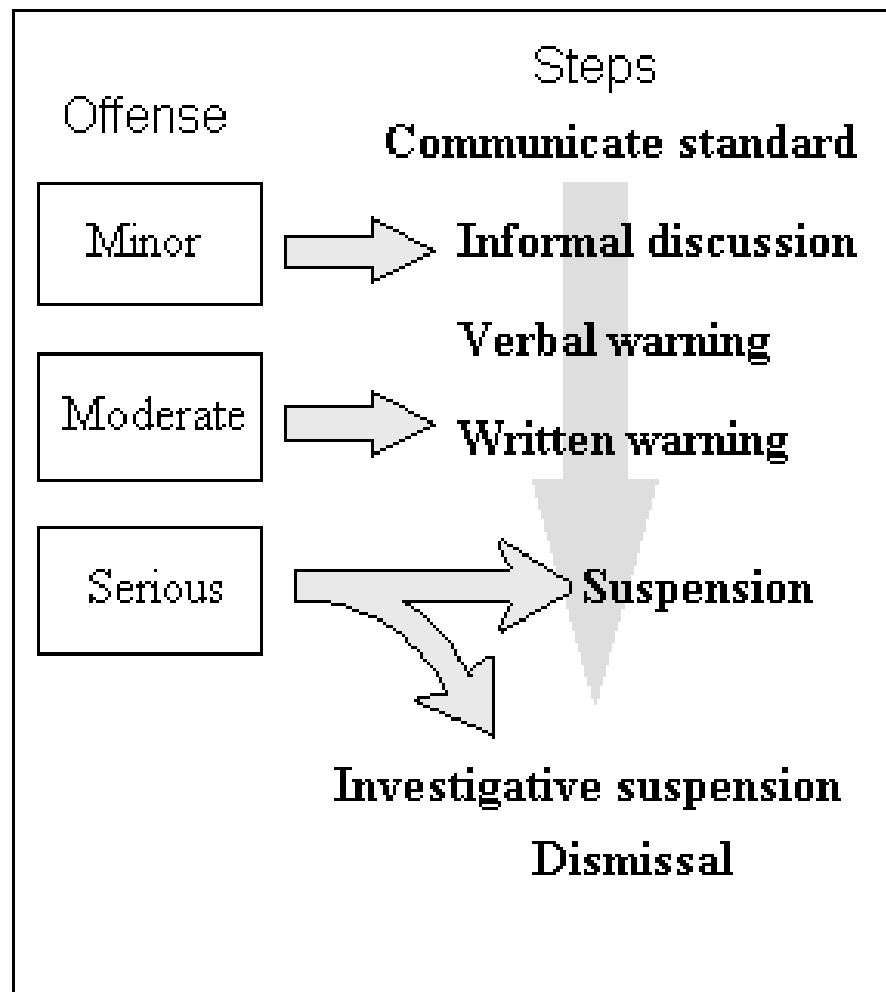 Steps
Offense
Communicate standard
Minor
Informal discussion
Verbal warning
Moderate
Written warning
Serious
Suspension
Investigative suspension
Dismissal